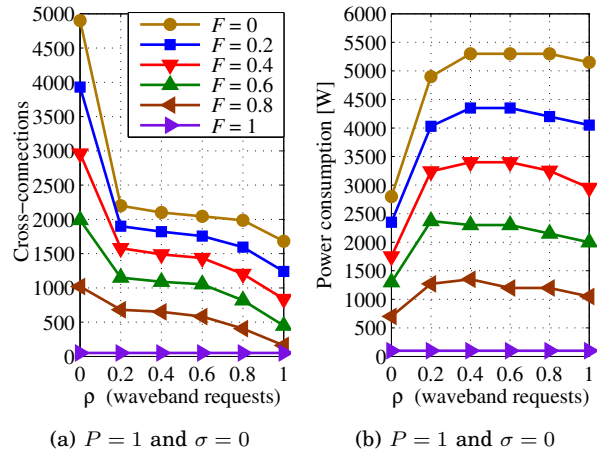 Cross−connections
5000
4500
4000
3500
3000
2500
2000
1500
1000
500
0
F = 0
F = 0.2
F = 0.4
F = 0.6
F = 0.8
F = 1
0 0.2 0.4 0.6 0.8 1
ρ (waveband requests)
(a) P = 1 and σ = 0
Power consumption [W]
6000
5500
5000
4500
4000
3500
3000
2500
2000
1500
1000
500
0
0 0.2 0.4 0.6 0.8 1
ρ (waveband requests)
(b) P = 1 and σ = 0